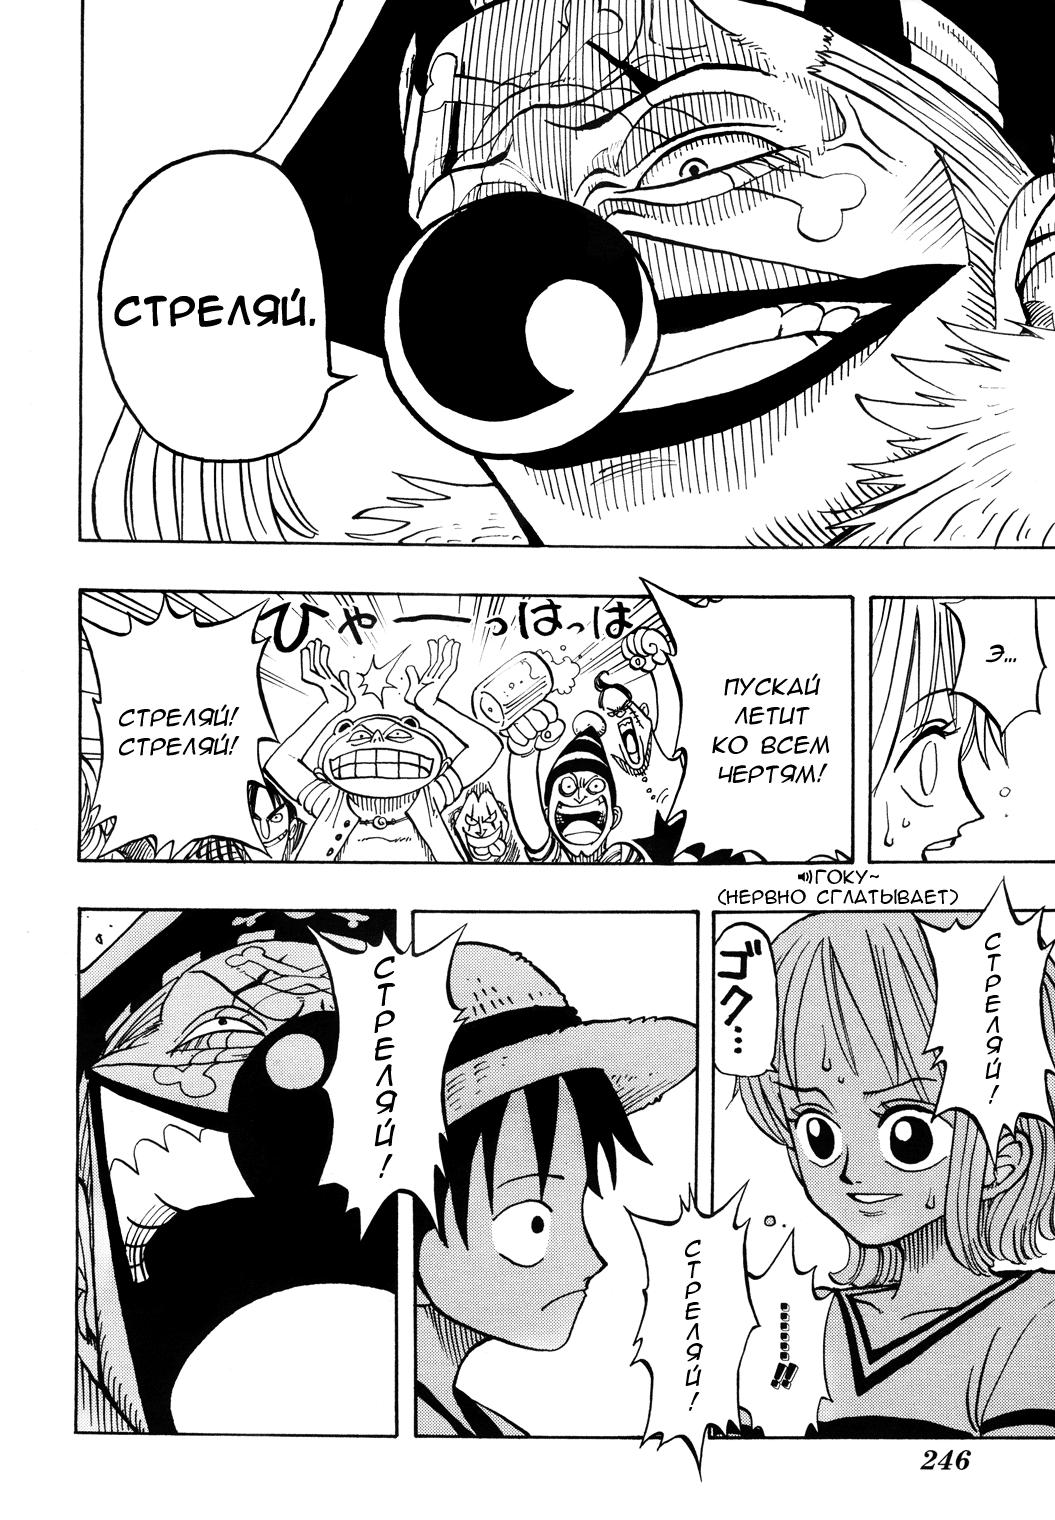 СТРЕЛЯЙ.
Э...
ПУСКАЙ
ЛЕТИТ
КО ВСЕМ
ЧЕРТЯМ!
ひゃーっはっは
СТРЕЛЯЙ!
СТРЕЛЯЙ!
ГОКУ~
(НЕРВНО СГЛАТЫВАЕТ)
СТРЕЛЯЙ!
ゴク…
......!!
СТРЕЛЯЙ!
СТРЕЛЯЙ!
246